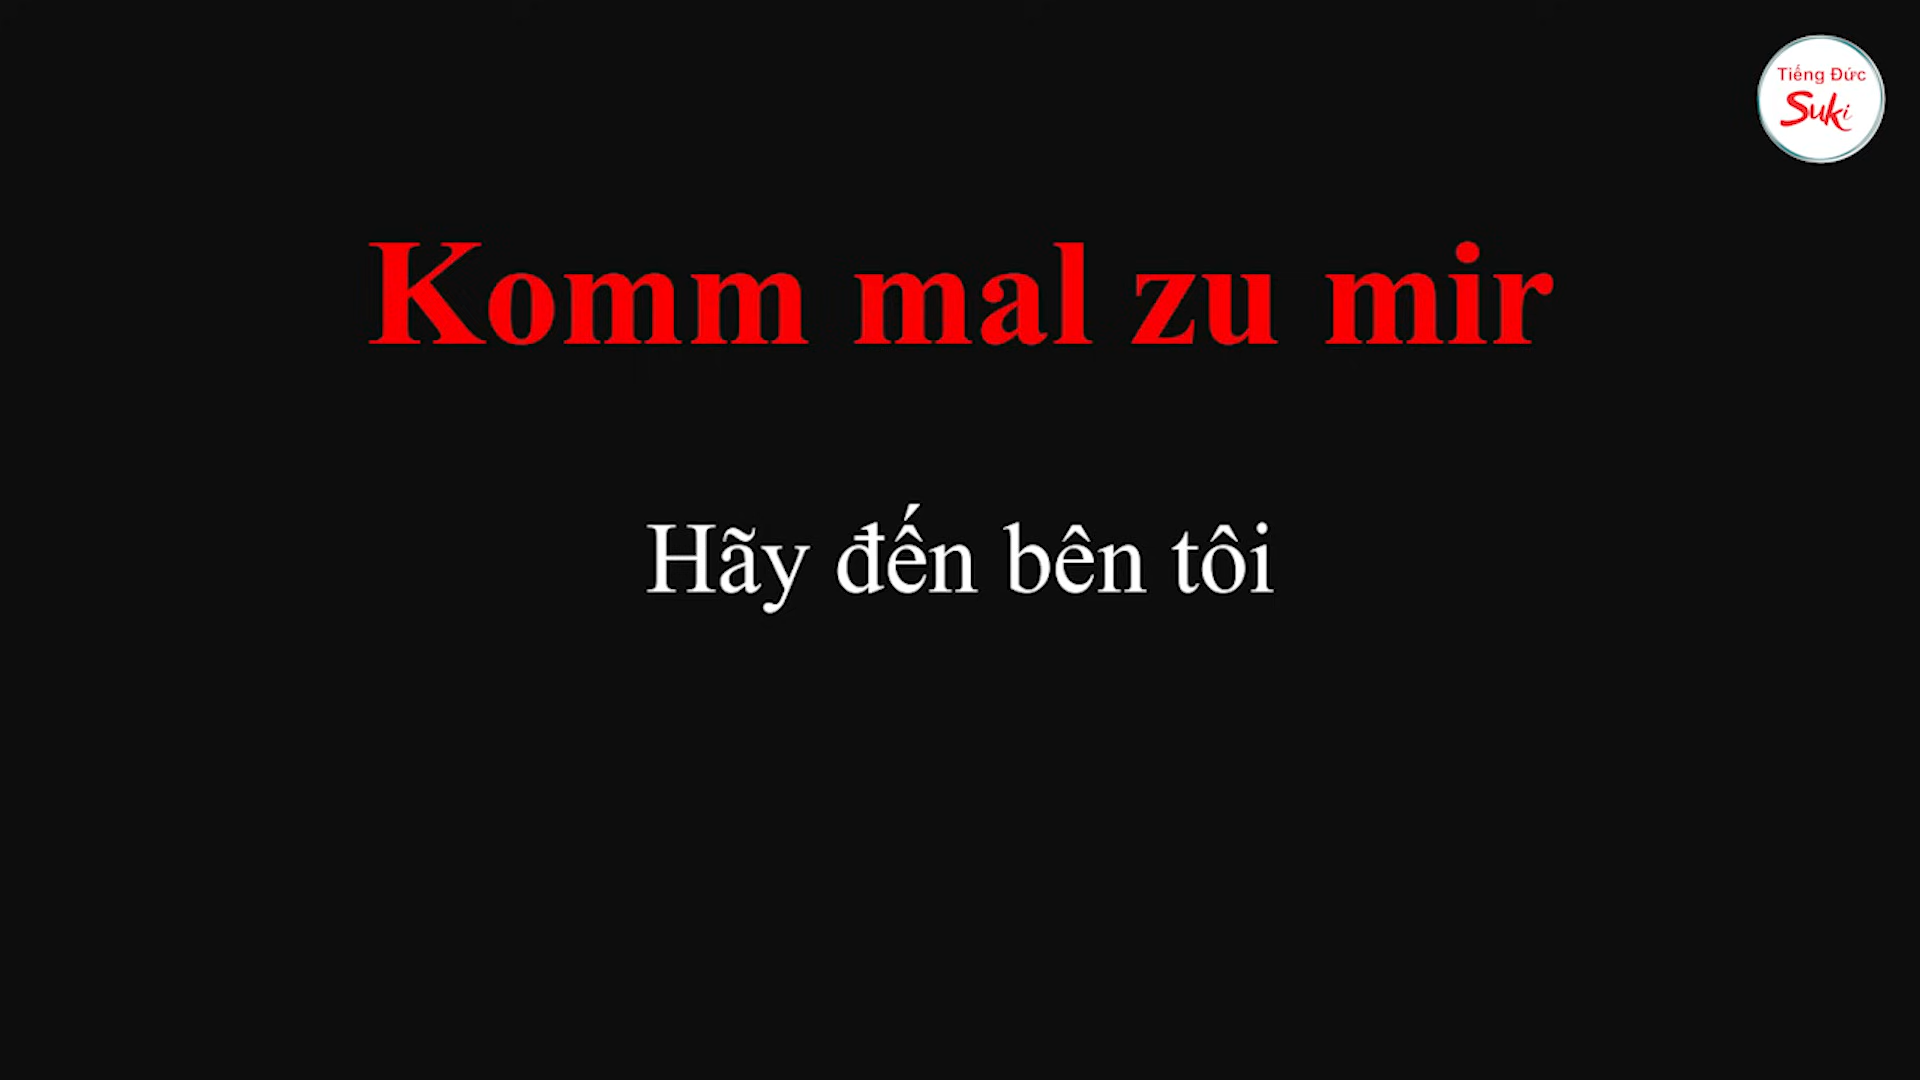 Tiếng Đức
Suki
Komm mal zu mir
Hãy đến bên tôi